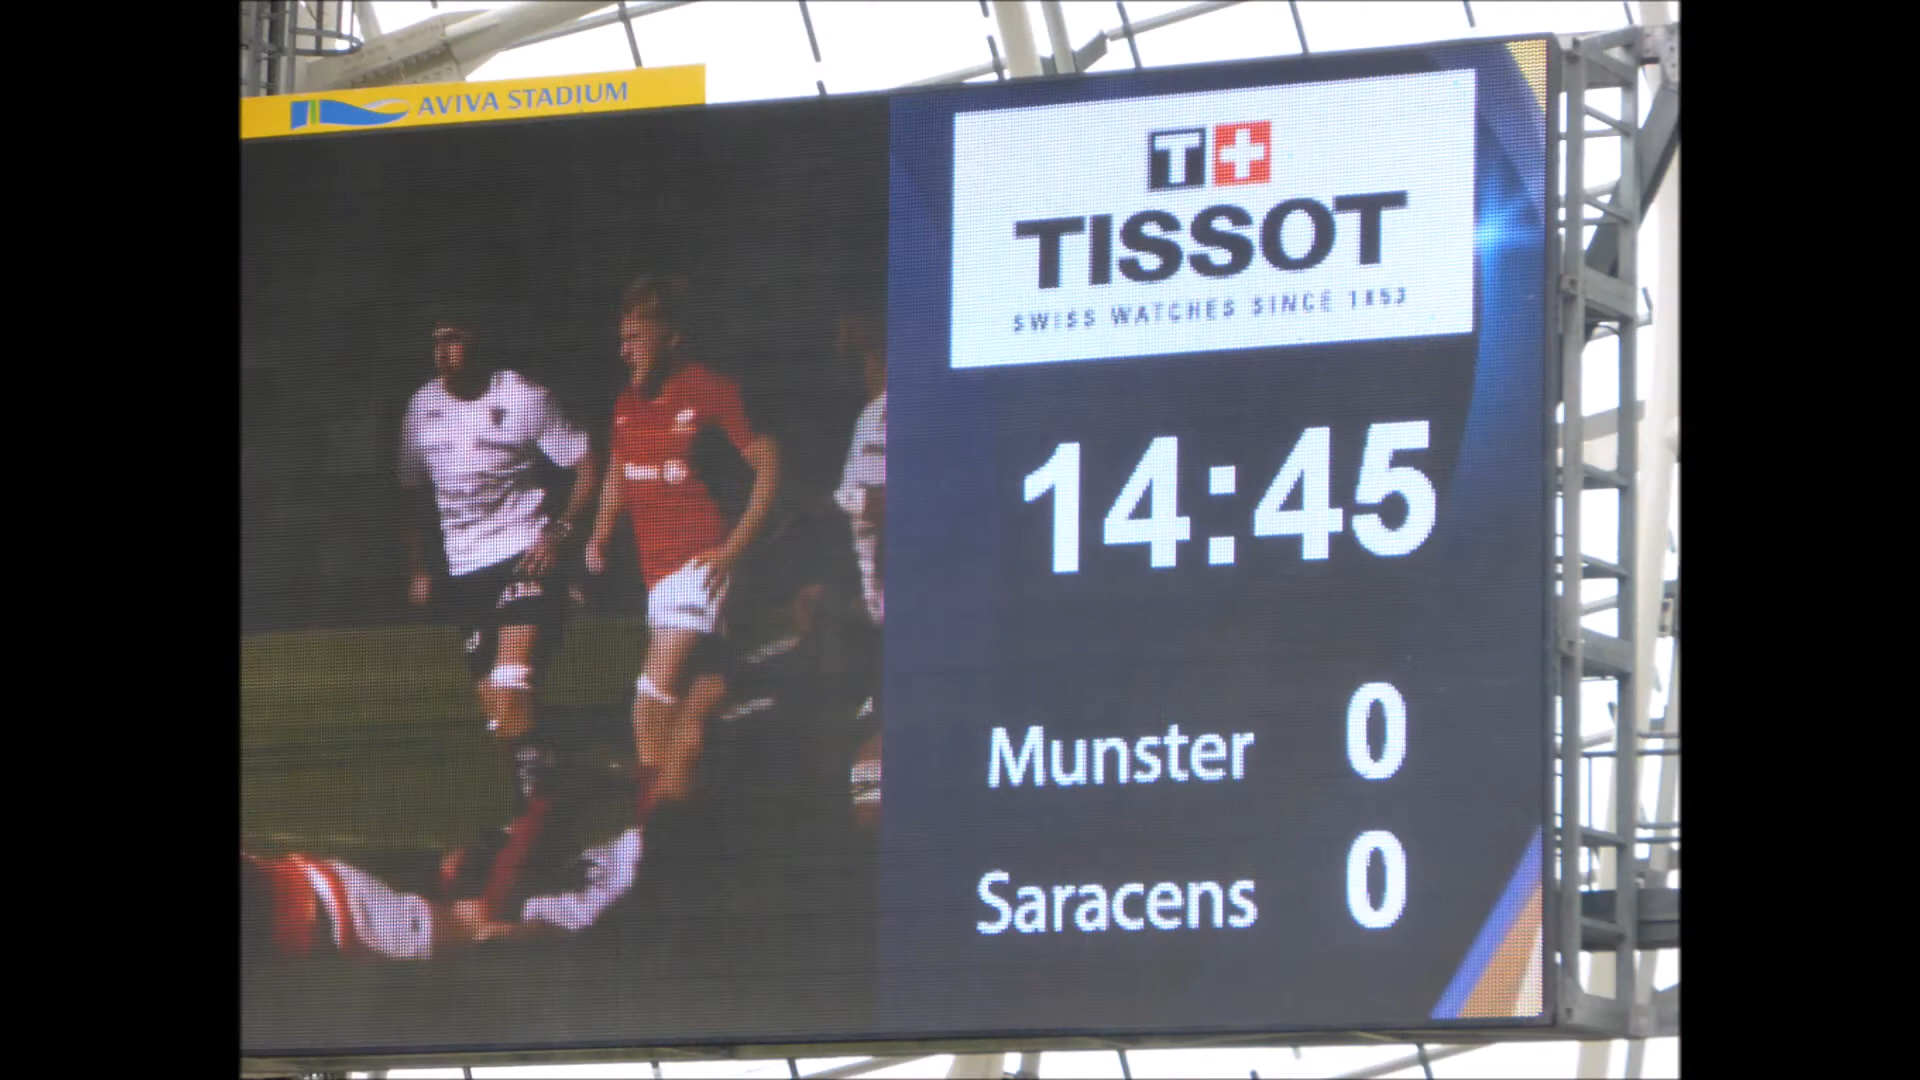 AVIVA STADIUM
T+
TISSOT
SWISS WATCHES SINCE 1853
14:45
Munster 0
Saracens 0